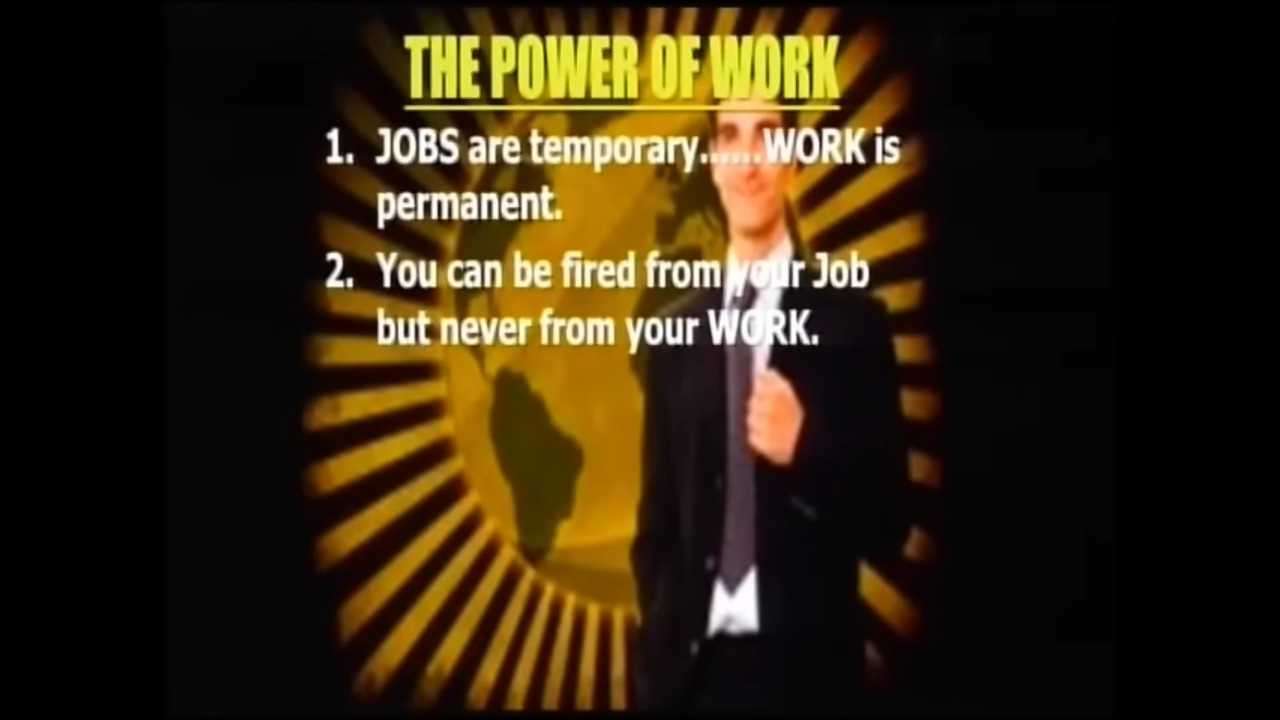 THE POWER OF WORK
1. JOBS are temporary......WORK is
permanent.
2. You can be fired from your Job
but never from your WORK.